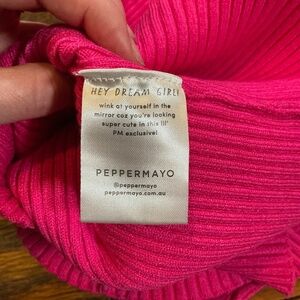 HEY DREAM GIRL!
wink at yourself in the
mirror coz you're looking
super cute in this lil'
PM exclusive!
PEPPERMAYO
@peppermayo
peppermayo.com.au